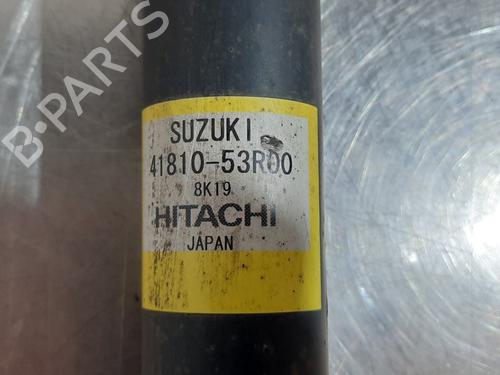 B-PARTS
SUZUKI
41810-53R00
8K19
HITACHI
JAPAN